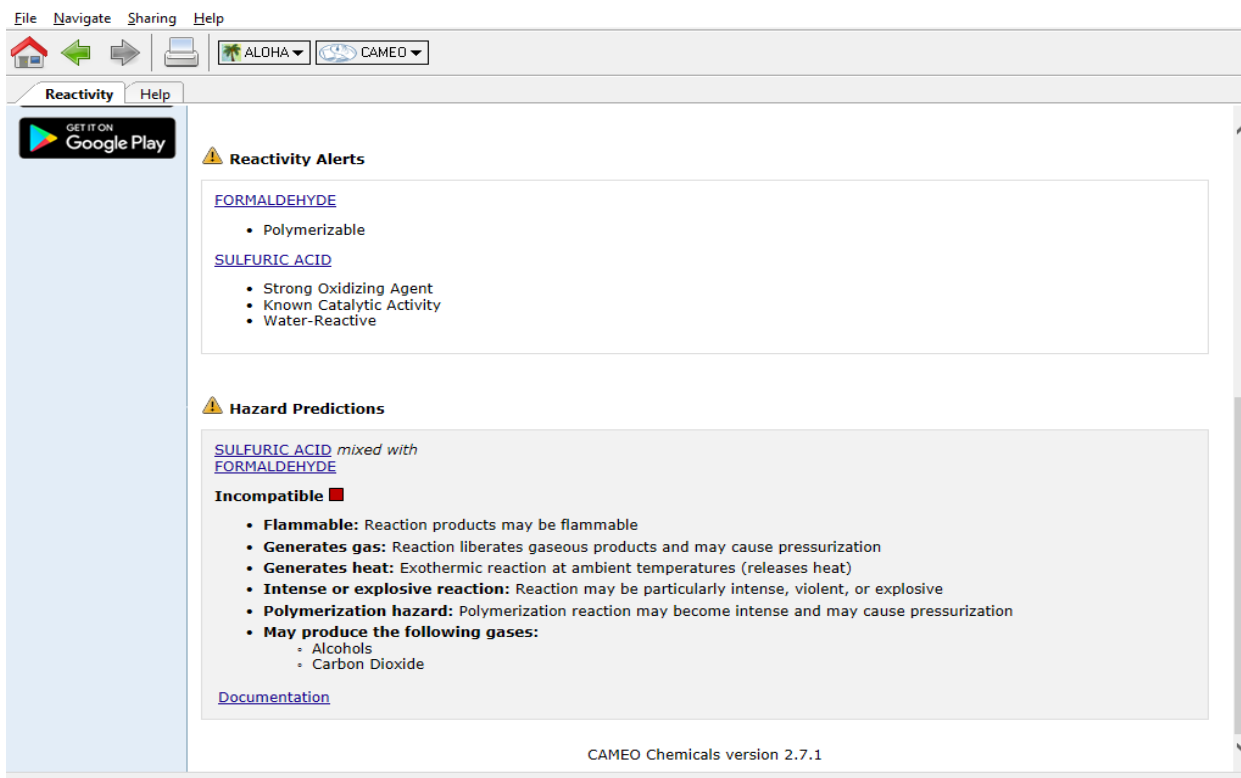 File Navigate Sharing Help
ALOHA CAMEO
Reactivity Help
GET IT ON
Google Play
Reactivity Alerts
FORMALDEHYDE
• Polymerizable
SULFURIC ACID
• Strong Oxidizing Agent
• Known Catalytic Activity
• Water-Reactive
Hazard Predictions
SULFURIC ACID mixed with
FORMALDEHYDE
Incompatible
• Flammable: Reaction products may be flammable
• Generates gas: Reaction liberates gaseous products and may cause pressurization
• Generates heat: Exothermic reaction at ambient temperatures (releases heat)
• Intense or explosive reaction: Reaction may be particularly intense, violent, or explosive
• Polymerization hazard: Polymerization reaction may become intense and may cause pressurization
• May produce the following gases:
◦ Alcohols
◦ Carbon Dioxide
Documentation
CAMEO Chemicals version 2.7.1